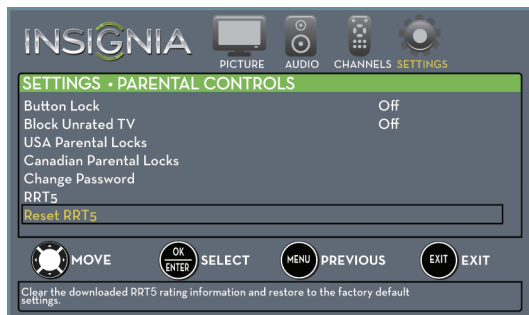 INSIGNIA
PICTURE AUDIO CHANNELS SETTINGS
SETTINGS • PARENTAL CONTROLS
Button Lock Off
Block Unrated TV Off
USA Parental Locks
Canadian Parental Locks
Change Password
RRT5
Reset RRT5
MOVE OK ENTER SELECT MENU PREVIOUS EXIT EXIT
Clear the downloaded RRT5 rating information and restore to the factory default
settings.